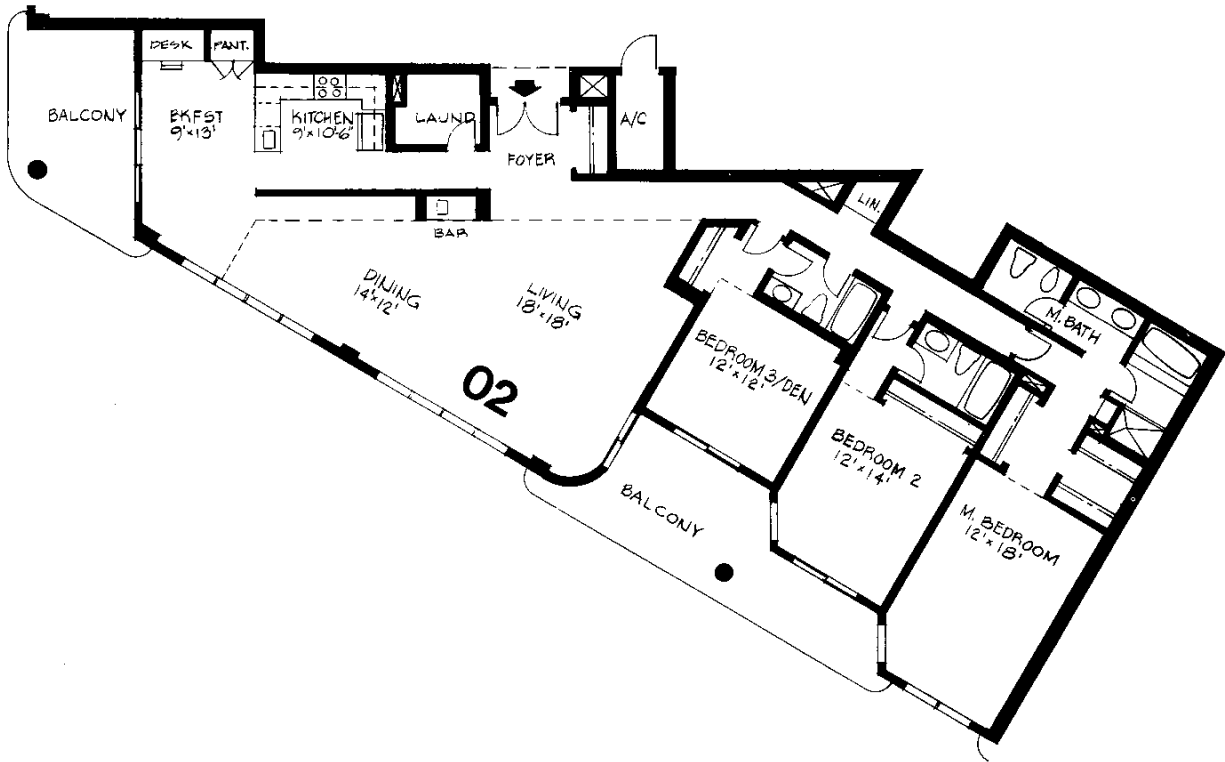 DESK
PANT.
BALCONY
BKFST
9'x13'
KITCHEN
9'x10'-6"
LAUND
FOYER
A/C
LIN.
BAR
DINING
14'x12'
LIVING
18'x18'
02
BEDROOM 3/DEN
12'x12'
M. BATH
BEDROOM 2
12'x14'
BALCONY
M. BEDROOM
12'x18'